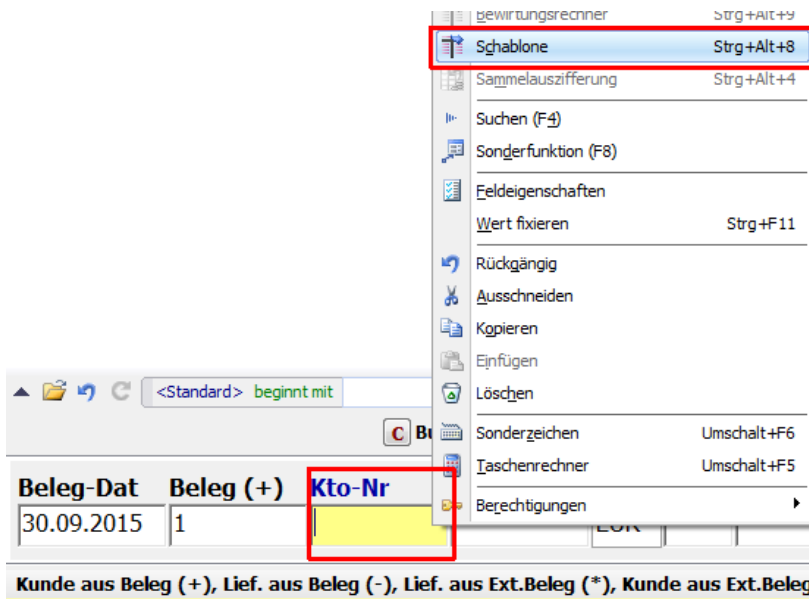 Bewirtungsrechner Strg+Alt+9
Schablone Strg+Alt+8
Sammelauszifferung Strg+Alt+4
Suchen (F4)
Sonderfunktion (F8)
Feldeigenschaften
Wert fixieren Strg+F11
Rückgängig
Ausschneiden
Kopieren
Einfügen
Löschen
Sonderzeichen Umschalt+F6
Taschenrechner Umschalt+F5
Berechtigungen
<Standard> beginnt mit
C
Beleg-Dat Beleg (+) Kto-Nr
30.09.2015 1 EUR
Kunde aus Beleg (+), Lief. aus Beleg (-), Lief. aus Ext.Beleg (*), Kunde aus Ext.Beleg